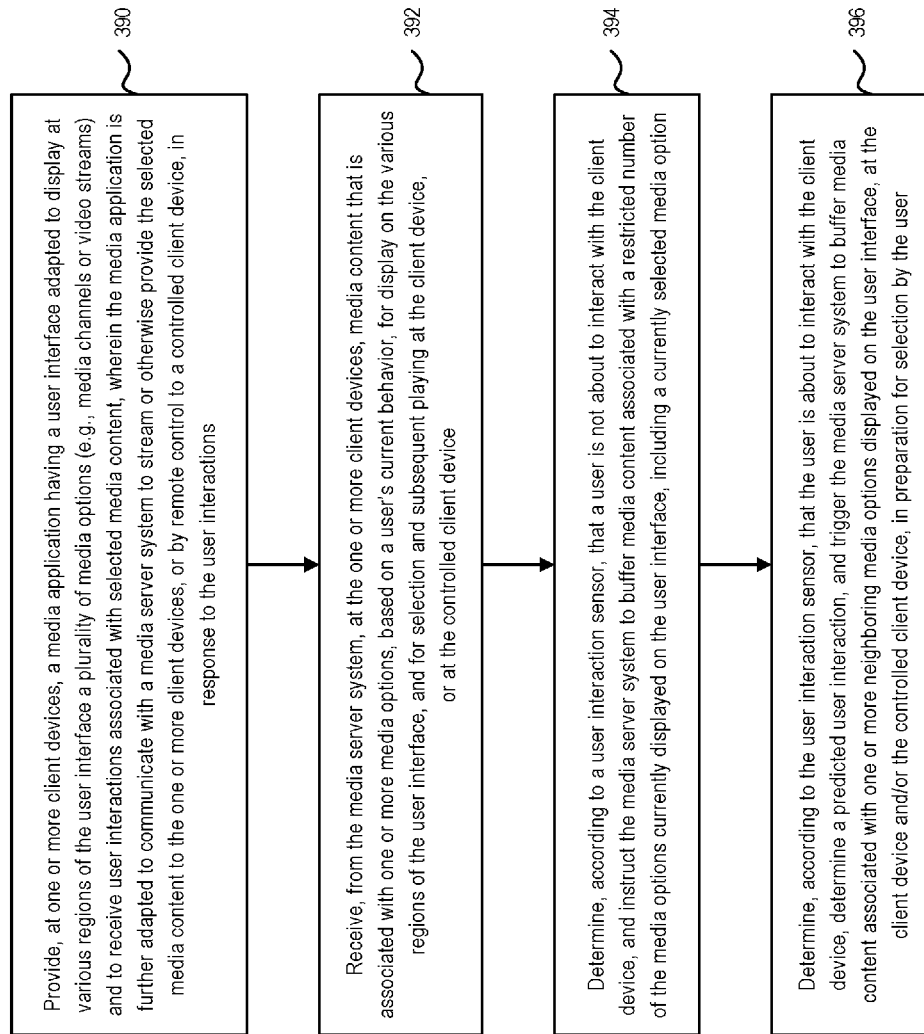 Provide, at one or more client devices, a media application having a user interface adapted to display at
various regions of the user interface a plurality of media options (e.g., media channels or video streams)
and to receive user interactions associated with selected media content, wherein the media application is
further adapted to communicate with a media server system to stream or otherwise provide the selected
media content to the one or more client devices, or by remote control to a controlled client device, in
response to the user interactions
390
Receive, from the media server system, at the one or more client devices, media content that is
associated with one or more media options, based on a user's current behavior, for display on the various
regions of the user interface, and for selection and subsequent playing at the client device,
or at the controlled client device
392
Determine, according to a user interaction sensor, that a user is not about to interact with the client
device, and instruct the media server system to buffer media content associated with a restricted number
of the media options currently displayed on the user interface, including a currently selected media option
394
Determine, according to the user interaction sensor, that the user is about to interact with the client
device, determine a predicted user interaction, and trigger the media server system to buffer media
content associated with one or more neighboring media options displayed on the user interface, at the
client device and/or the controlled client device, in preparation for selection by the user
396